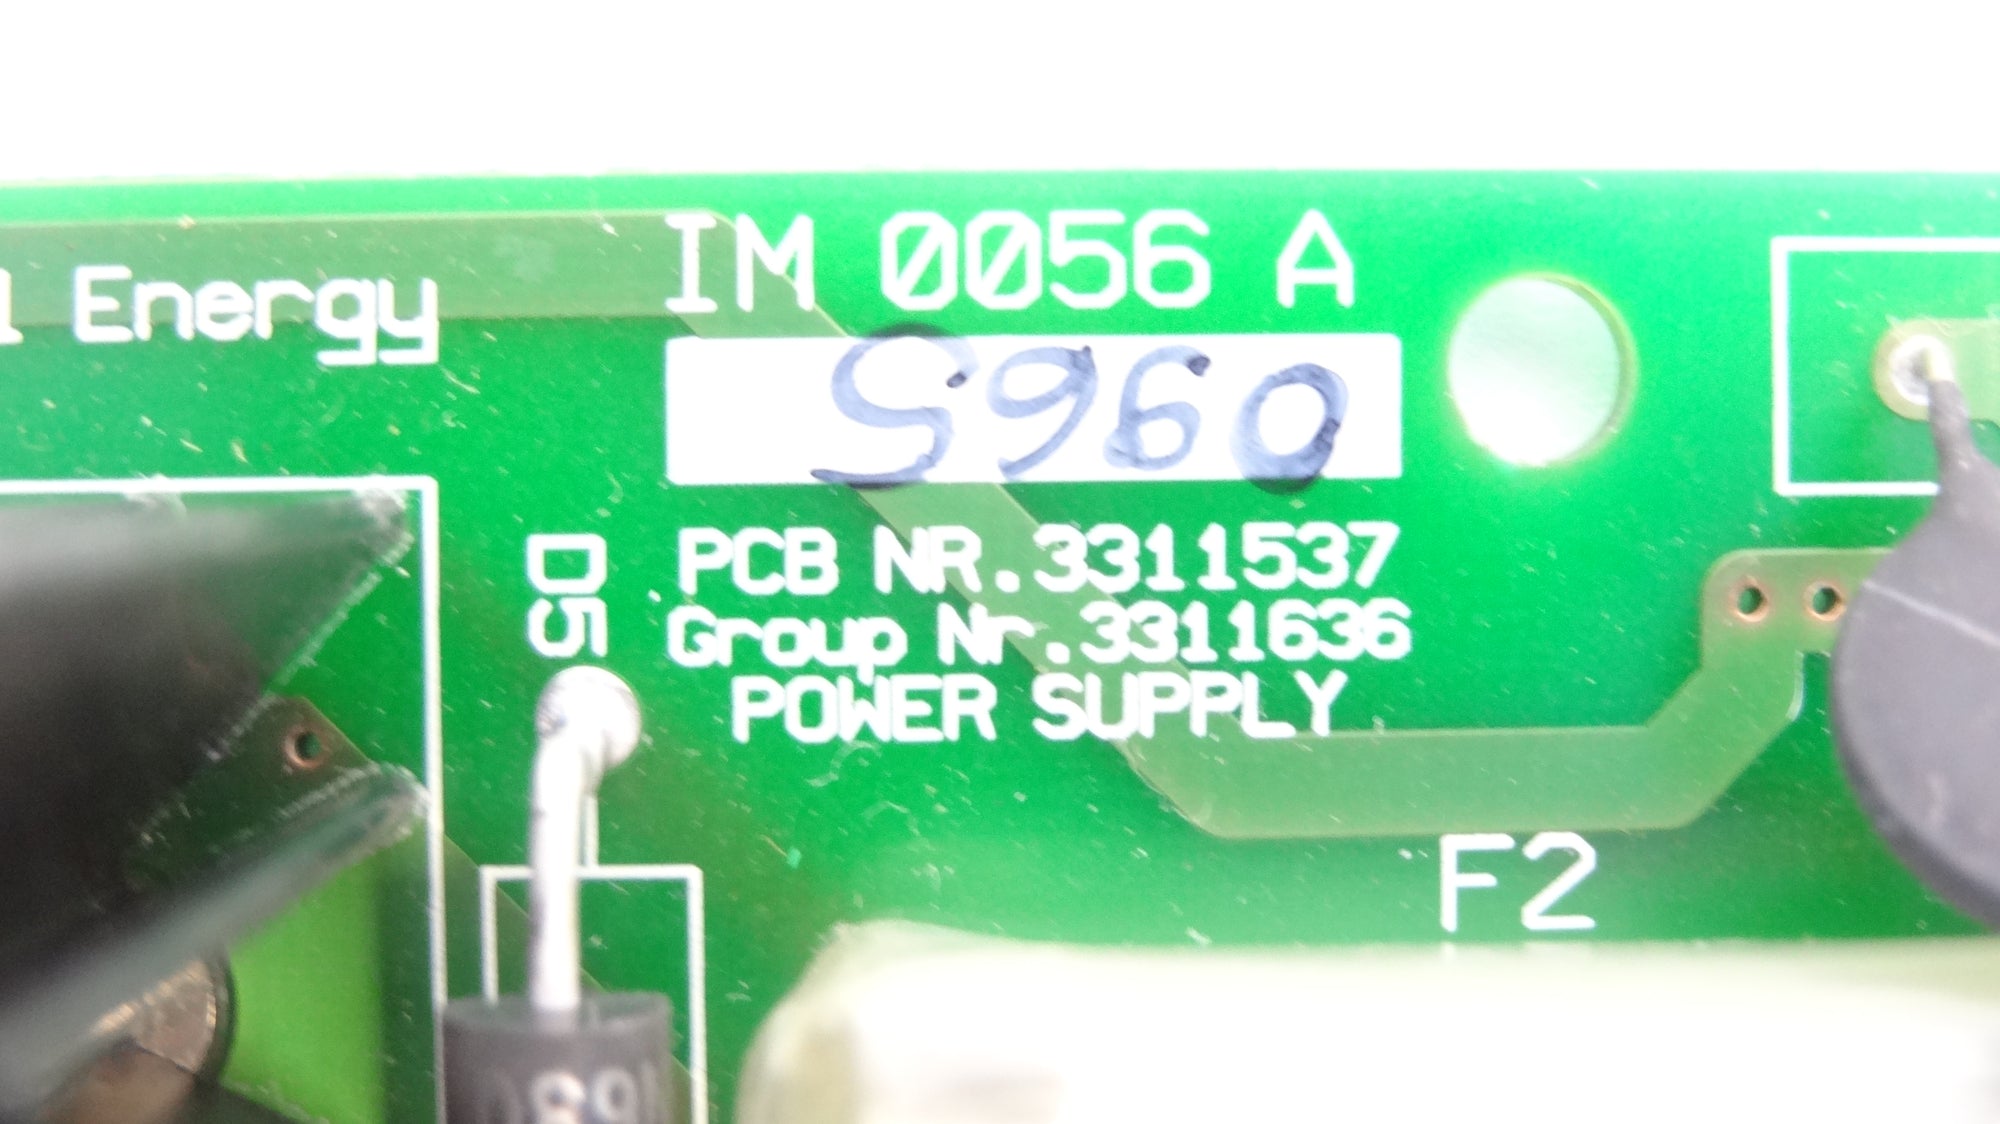 l Energy
IM 0056 A
S960
PCB NR.3311537
Group Nr.3311636
POWER SUPPLY
D5
F2